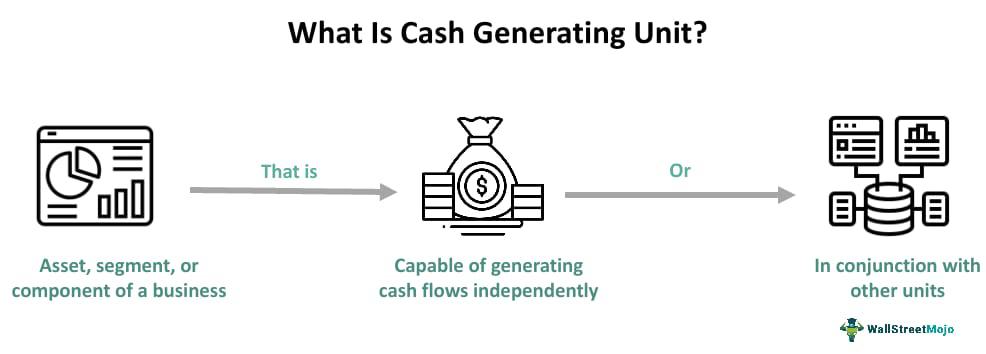 What Is Cash Generating Unit?
That is
Or
$
Asset, segment, or
component of a business
Capable of generating
cash flows independently
In conjunction with
other units
WallStreetMojo